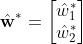 ŵ* = [ŵ₁*
ŵ₂*]